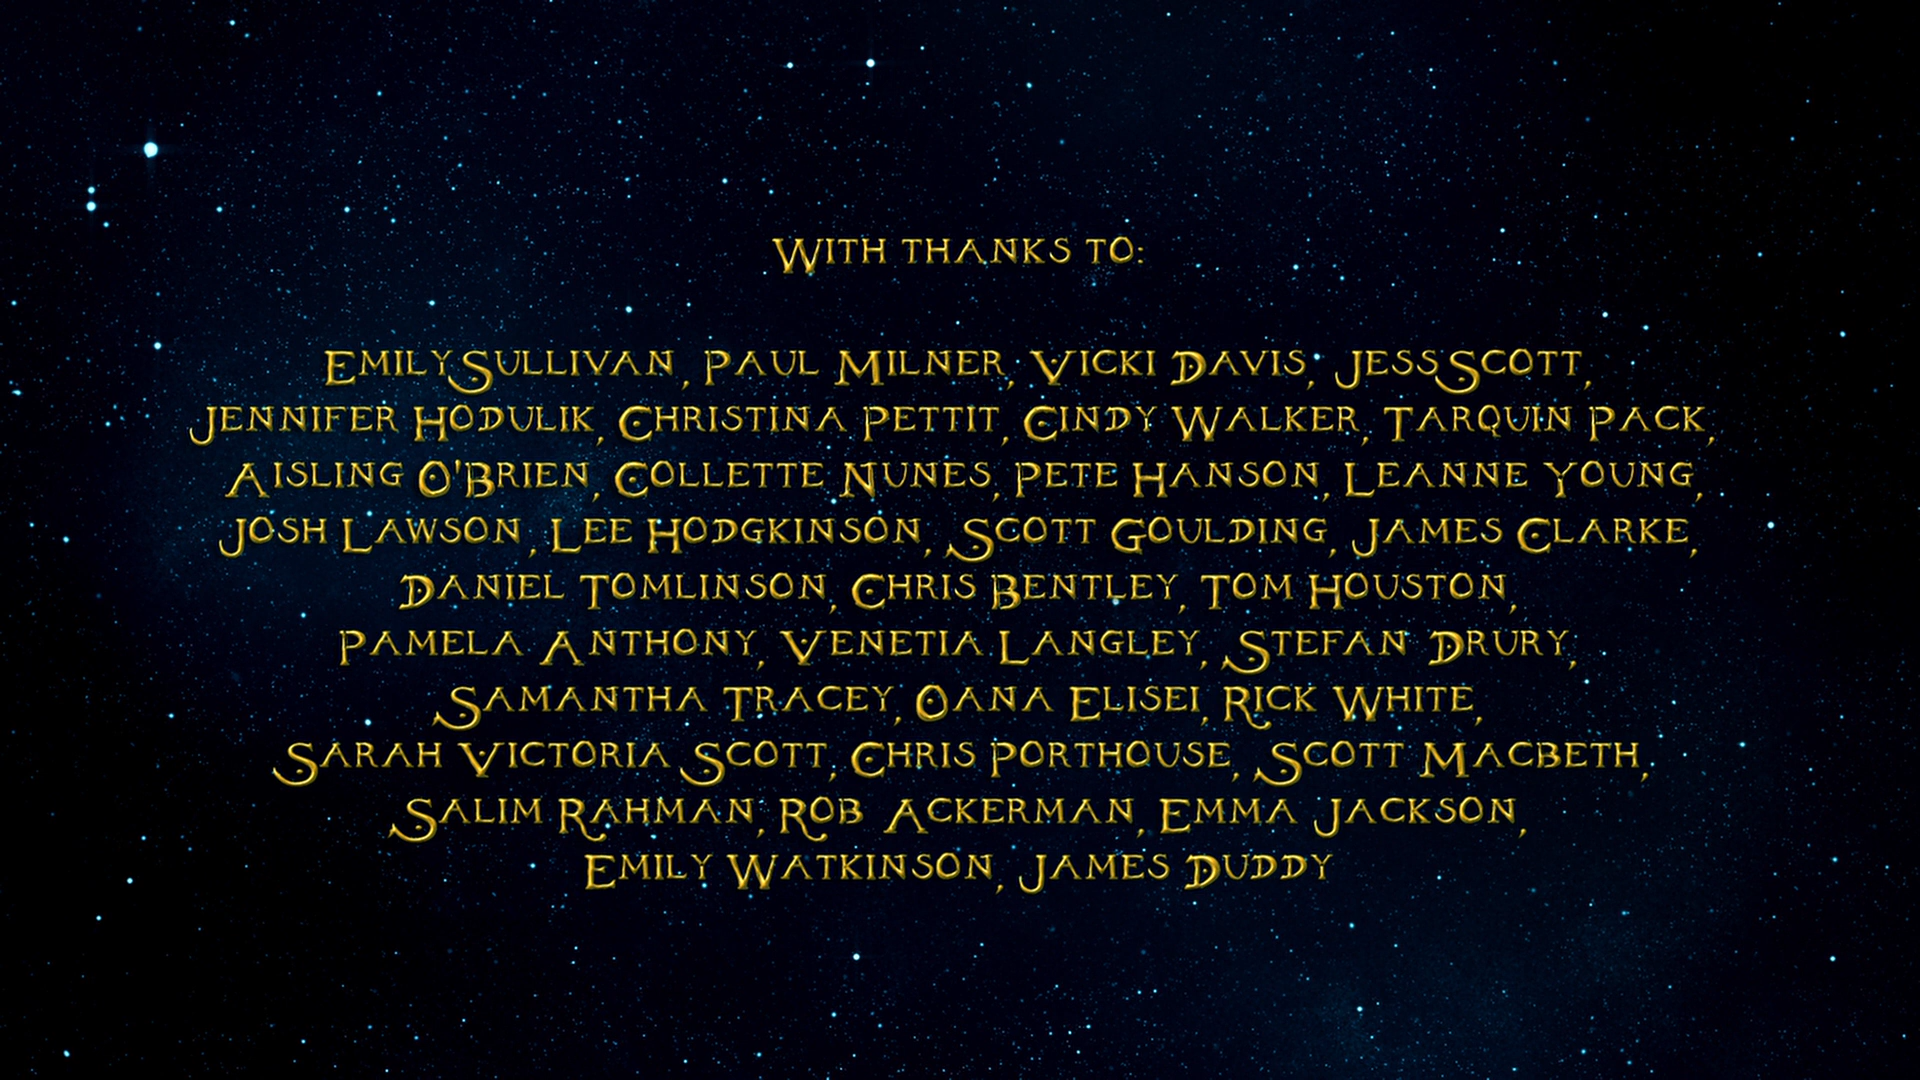 With thanks to:
Emily Sullivan, Paul Milner, Vicki Davis, Jess Scott,
Jennifer Hodulik, Christina Pettit, Cindy Walker, Tarquin Pack,
Aisling O'Brien, Collette Nunes, Pete Hanson, Leanne Young,
Josh Lawson, Lee Hodgkinson, Scott Goulding, James Clarke,
Daniel Tomlinson, Chris Bentley, Tom Houston,
Pamela Anthony, Venetia Langley, Stefan Drury,
Samantha Tracey, Oana Elisei, Rick White,
Sarah Victoria Scott, Chris Porthouse, Scott Macbeth,
Salim Rahman, Rob Ackerman, Emma Jackson,
Emily Watkinson, James Duddy